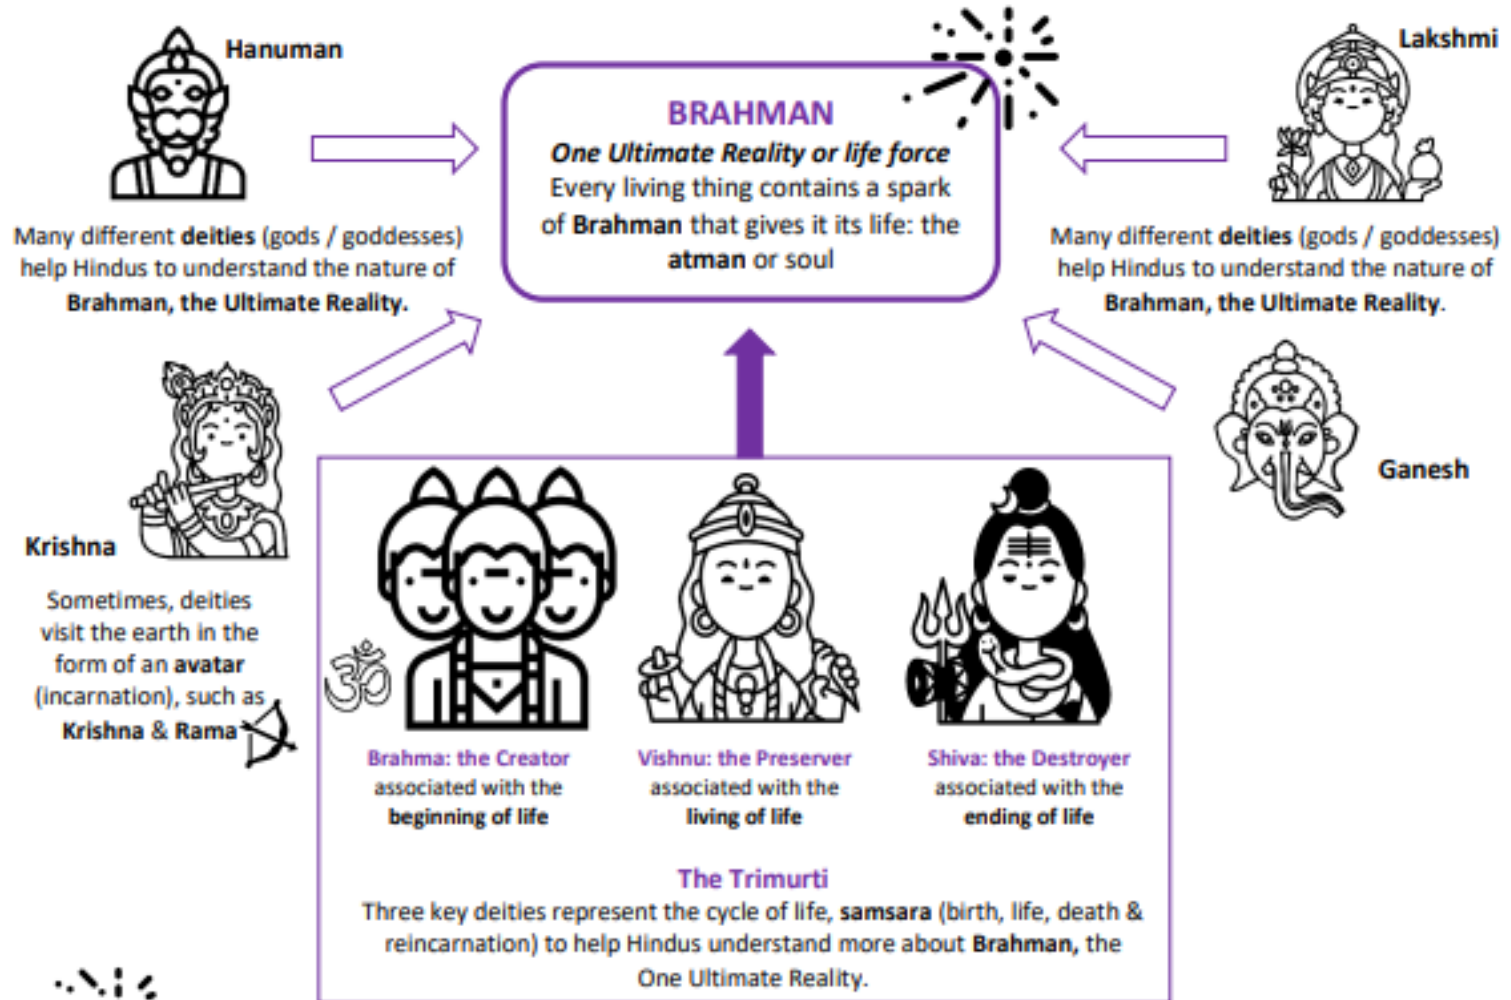 Hanuman
Lakshmi
BRAHMAN
One Ultimate Reality or life force
Every living thing contains a spark
of Brahman that gives it its life: the
atman or soul
Many different deities (gods / goddesses)
help Hindus to understand the nature of
Brahman, the Ultimate Reality.
Many different deities (gods / goddesses)
help Hindus to understand the nature of
Brahman, the Ultimate Reality.
Krishna
Ganesh
Sometimes, deities
visit the earth in the
form of an avatar
(incarnation), such as
Krishna & Rama
ॐ
Brahma: the Creator
associated with the
beginning of life
Vishnu: the Preserver
associated with the
living of life
Shiva: the Destroyer
associated with the
ending of life
The Trimurti
Three key deities represent the cycle of life, samsara (birth, life, death &
reincarnation) to help Hindus understand more about Brahman, the
One Ultimate Reality.